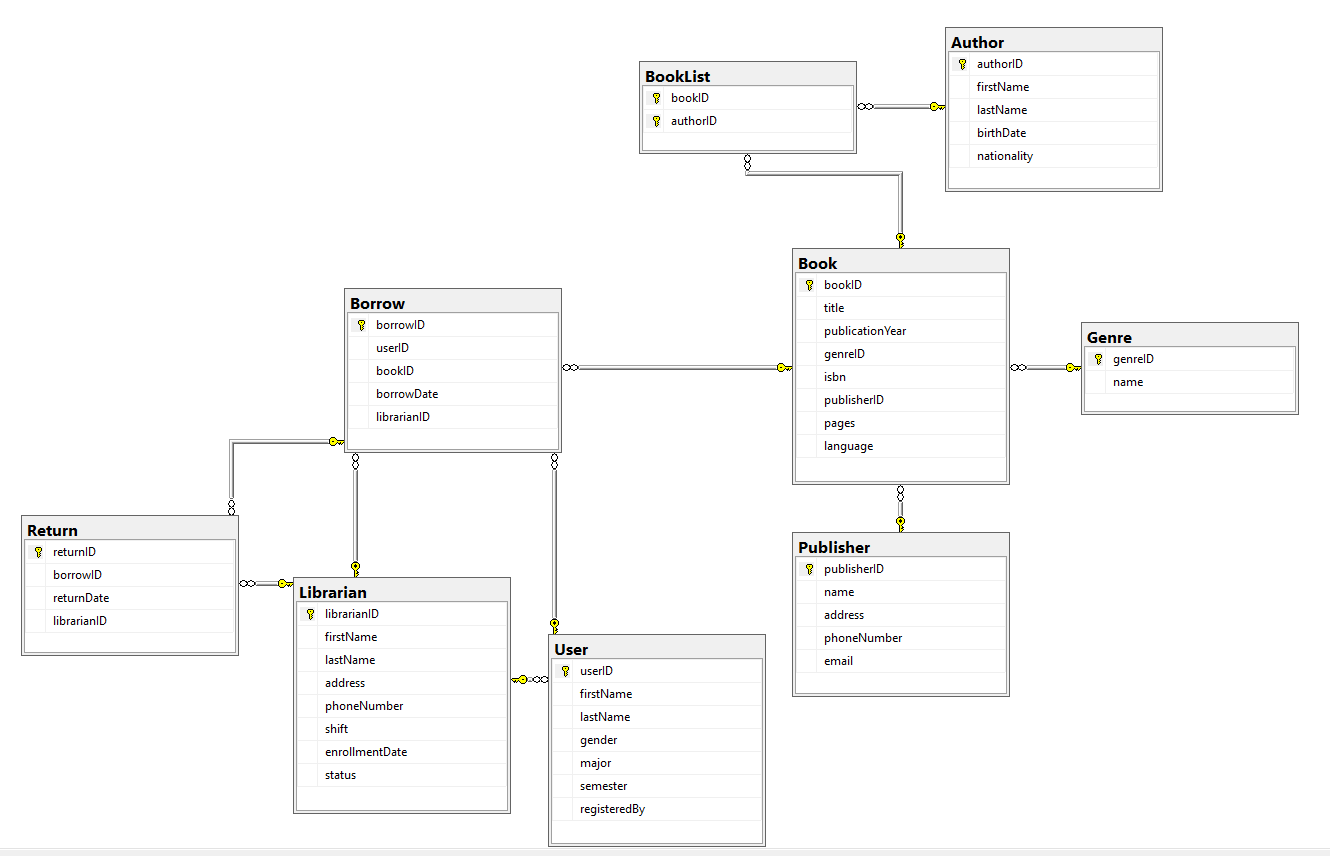 Author
authorID
firstName
lastName
birthDate
nationality
BookList
bookID
authorID
Book
bookID
title
publicationYear
genreID
isbn
publisherID
pages
language
Borrow
borrowID
userID
bookID
borrowDate
librarianID
Genre
genreID
name
Return
returnID
borrowID
returnDate
librarianID
Librarian
librarianID
firstName
lastName
address
phoneNumber
shift
enrollmentDate
status
User
userID
firstName
lastName
gender
major
semester
registeredBy
Publisher
publisherID
name
address
phoneNumber
email